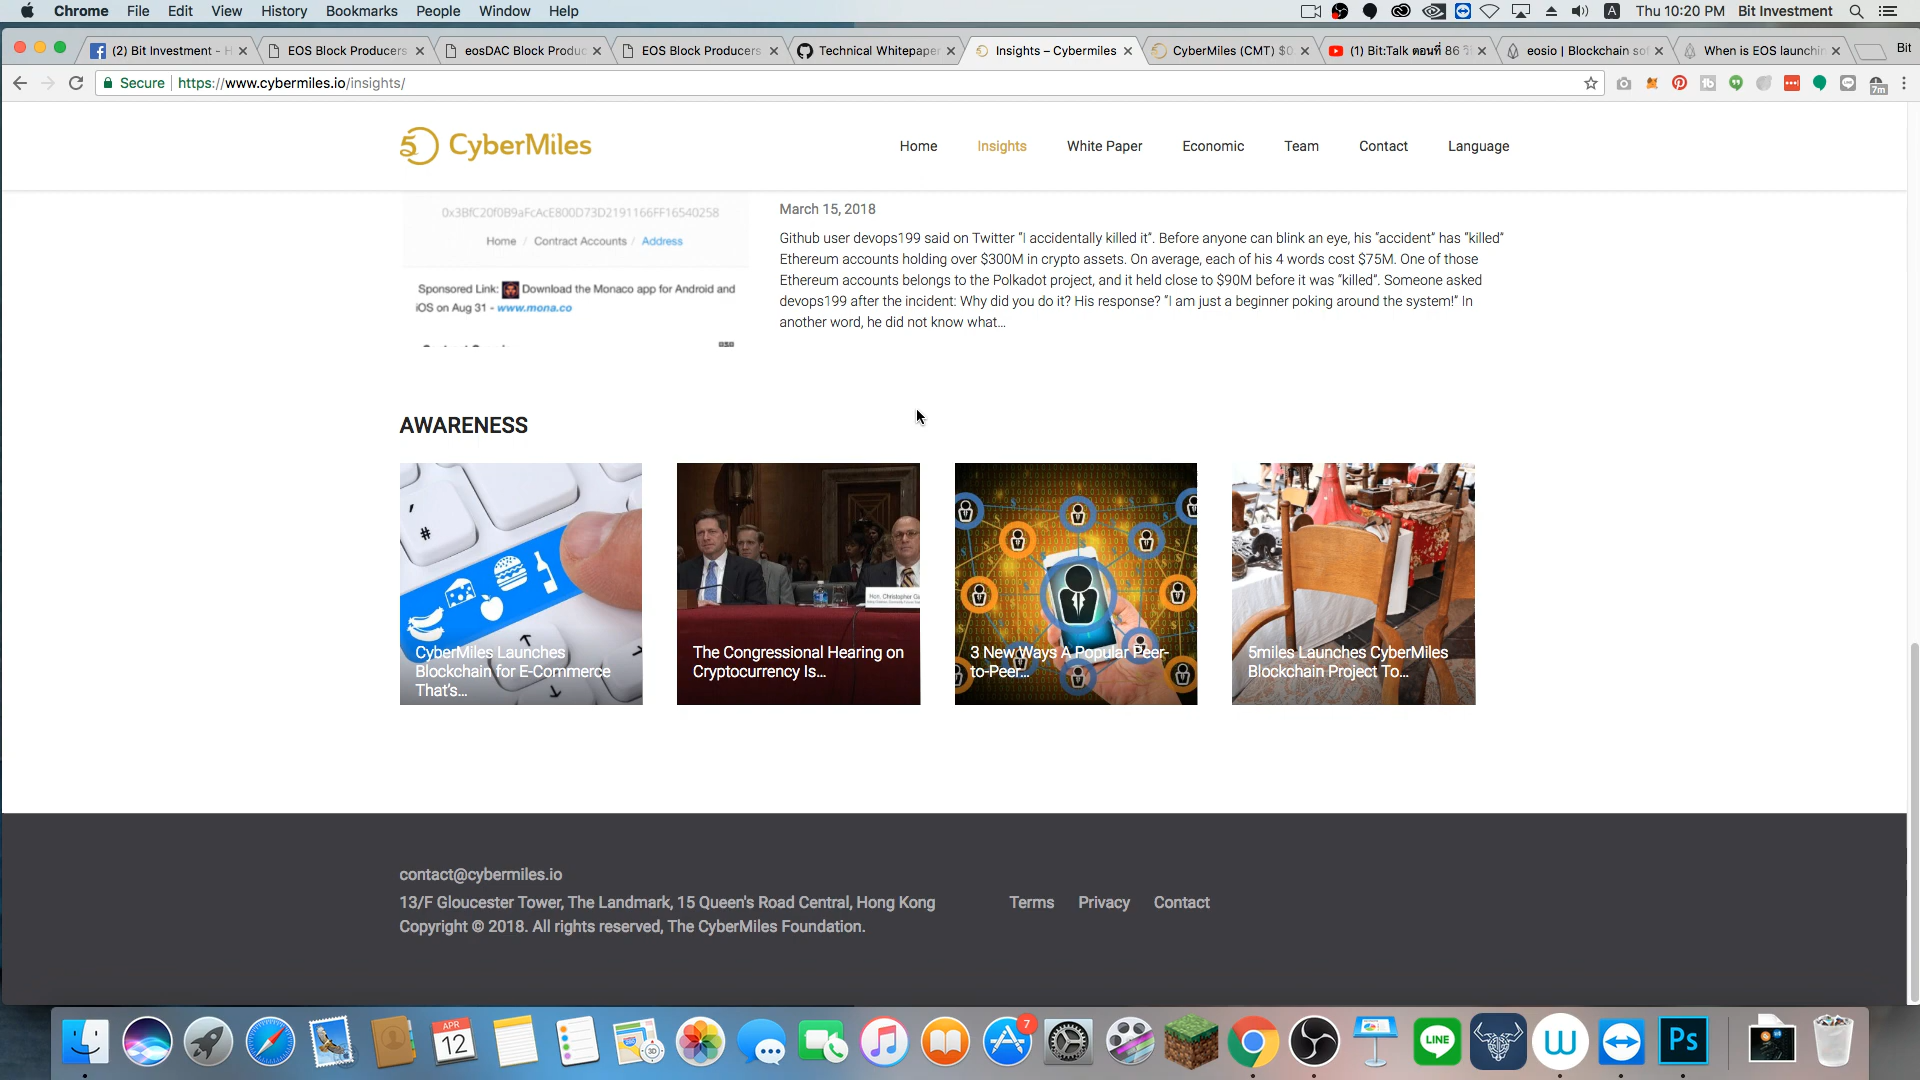 Chrome File Edit View History Bookmarks People Window Help
A Thu 10:20 PM Bit Investment
(2) Bit Investment - H
EOS Block Producers
eosDAC Block Produc
EOS Block Producers
Technical Whitepaper
Insights – Cybermiles
CyberMiles (CMT) $0
(1) Bit:Talk ตอนที่ 86
eosio | Blockchain sof
When is EOS launchin
Bit
Secure https://www.cybermiles.io/insights/
7m
CyberMiles
Home Insights White Paper Economic Team Contact Language
0x3BfC20f0B9aFcAcE800D73D2191166FF16540258
Home / Contract Accounts / Address
Sponsored Link: Download the Monaco app for Android and
iOS on Aug 31 - www.mona.co
March 15, 2018
Github user devops199 said on Twitter "I accidentally killed it". Before anyone can blink an eye, his "accident" has "killed"
Ethereum accounts holding over $300M in crypto assets. On average, each of his 4 words cost $75M. One of those
Ethereum accounts belongs to the Polkadot project, and it held close to $90M before it was "killed". Someone asked
devops199 after the incident: Why did you do it? His response? "I am just a beginner poking around the system!" In
another word, he did not know what...
AWARENESS
#
CyberMiles Launches
Blockchain for E-Commerce
That's...
Hon. Christopher
The Congressional Hearing on
Cryptocurrency Is...
3 New Ways A Popular Peer-
to-Peer...
5miles Launches CyberMiles
Blockchain Project To...
contact@cybermiles.io
13/F Gloucester Tower, The Landmark, 15 Queen's Road Central, Hong Kong
Copyright © 2018. All rights reserved, The CyberMiles Foundation.
Terms Privacy Contact
APR
12
3D
7
LINE
W
Ps